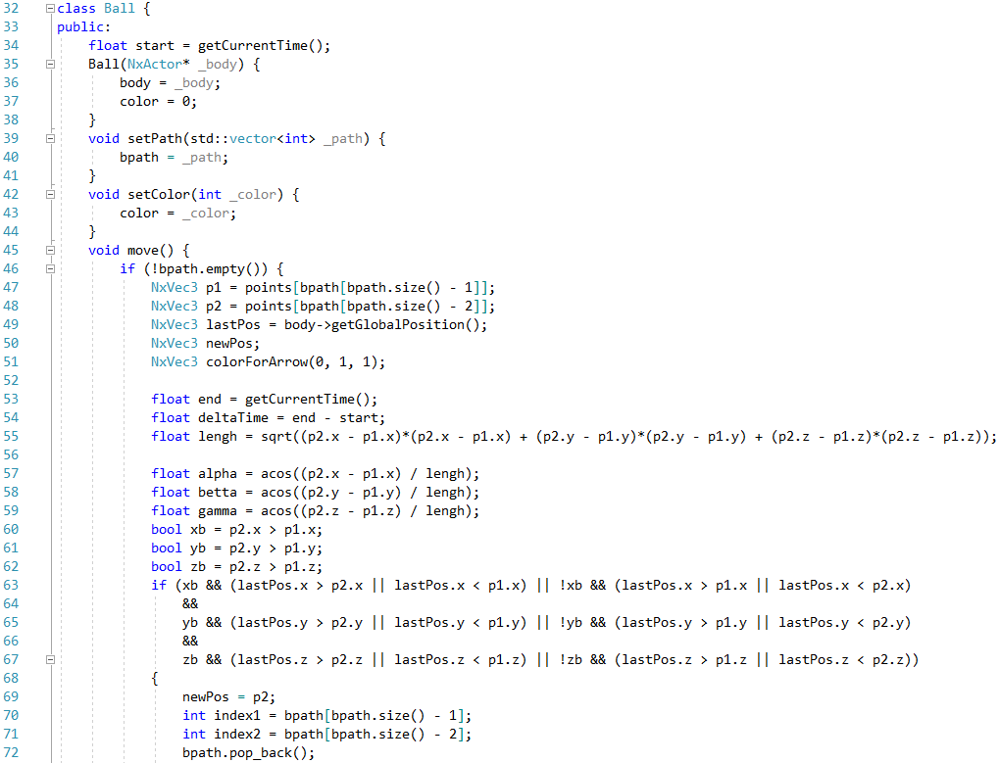 32 class Ball {
33 public:
34 float start = getCurrentTime();
35 Ball(NxActor* _body) {
36 body = _body;
37 color = 0;
38 }
39 void setPath(std::vector<int> _path) {
40 bpath = _path;
41 }
42 void setColor(int _color) {
43 color = _color;
44 }
45 void move() {
46 if (!bpath.empty()) {
47 NxVec3 p1 = points[bpath[bpath.size() - 1]];
48 NxVec3 p2 = points[bpath[bpath.size() - 2]];
49 NxVec3 lastPos = body->getGlobalPosition();
50 NxVec3 newPos;
51 NxVec3 colorForArrow(0, 1, 1);
52
53 float end = getCurrentTime();
54 float deltaTime = end - start;
55 float lengh = sqrt((p2.x - p1.x)*(p2.x - p1.x) + (p2.y - p1.y)*(p2.y - p1.y) + (p2.z - p1.z)*(p2.z - p1.z));
56
57 float alpha = acos((p2.x - p1.x) / lengh);
58 float betta = acos((p2.y - p1.y) / lengh);
59 float gamma = acos((p2.z - p1.z) / lengh);
60 bool xb = p2.x > p1.x;
61 bool yb = p2.y > p1.y;
62 bool zb = p2.z > p1.z;
63 if (xb && (lastPos.x > p2.x || lastPos.x < p1.x) || !xb && (lastPos.x > p1.x || lastPos.x < p2.x)
64 &&
65 yb && (lastPos.y > p2.y || lastPos.y < p1.y) || !yb && (lastPos.y > p1.y || lastPos.y < p2.y)
66 &&
67 zb && (lastPos.z > p2.z || lastPos.z < p1.z) || !zb && (lastPos.z > p1.z || lastPos.z < p2.z))
68 {
69 newPos = p2;
70 int index1 = bpath[bpath.size() - 1];
71 int index2 = bpath[bpath.size() - 2];
72 bpath.pop_back();